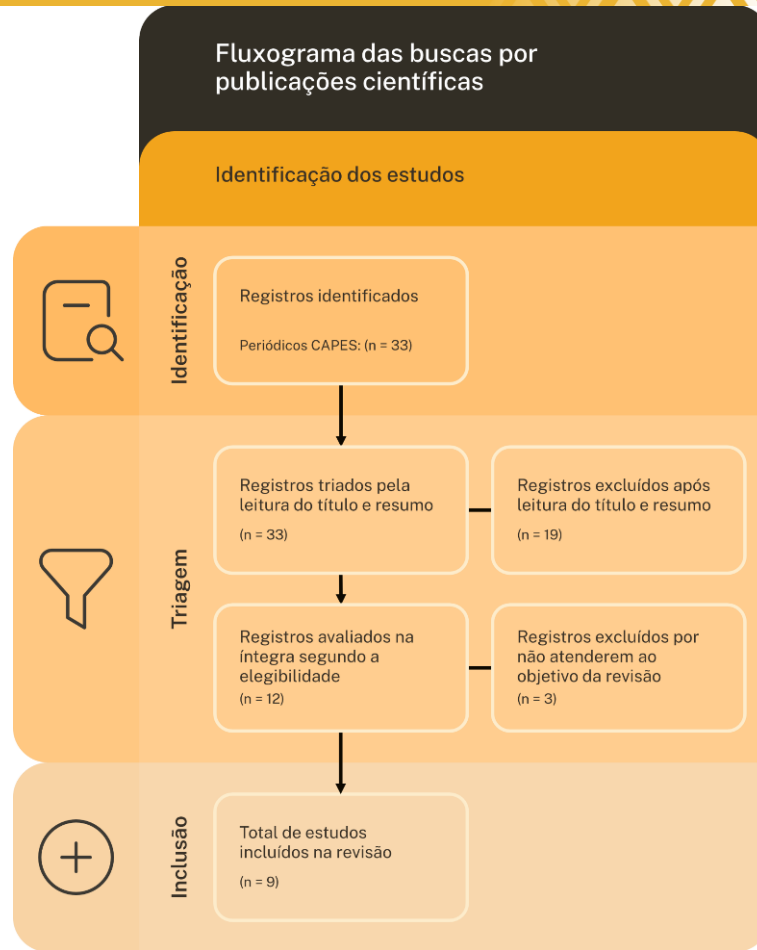 Fluxograma das buscas por
publicações científicas
Identificação dos estudos
Identificação
Registros identificados
Periódicos CAPES: (n = 33)
Triagem
Registros triados pela
leitura do título e resumo
(n = 33)
Registros excluídos após
leitura do título e resumo
(n = 19)
Registros avaliados na
íntegra segundo a
elegibilidade
(n = 12)
Registros excluídos por
não atenderem ao
objetivo da revisão
(n = 3)
Inclusão
Total de estudos
incluídos na revisão
(n = 9)